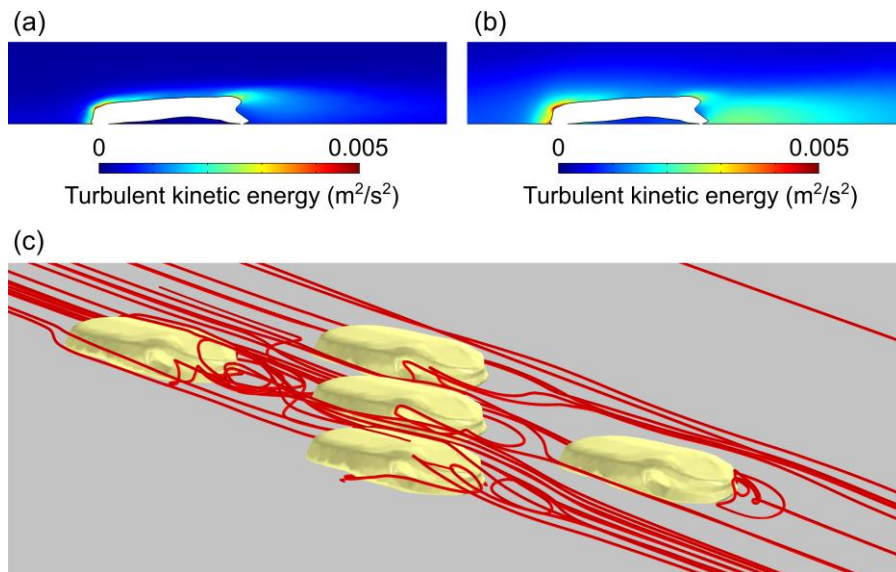 (a)
(b)
0 0.005
Turbulent kinetic energy (m²/s²)
0 0.005
Turbulent kinetic energy (m²/s²)
(c)